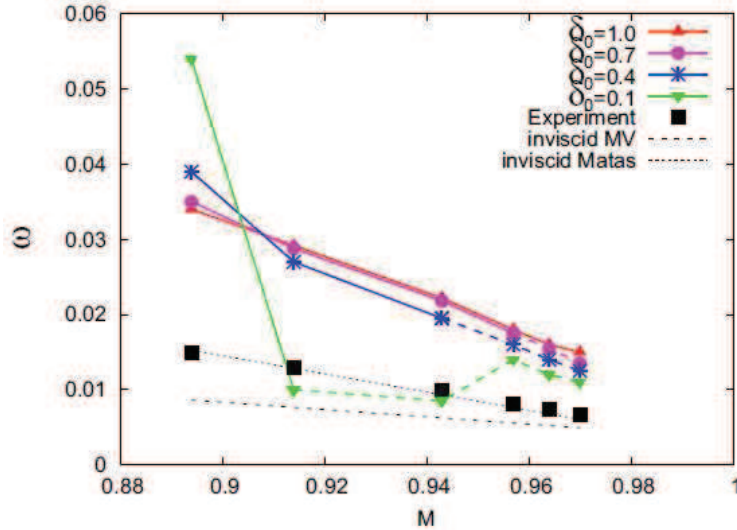 0.06
0.05
0.04
0.03
0.02
0.01
0
ω
0.88
0.9
0.92
0.94
0.96
0.98
1
M
δ₀=1.0
δ₀=0.7
δ₀=0.4
δ₀=0.1
Experiment
inviscid MV
inviscid Matas